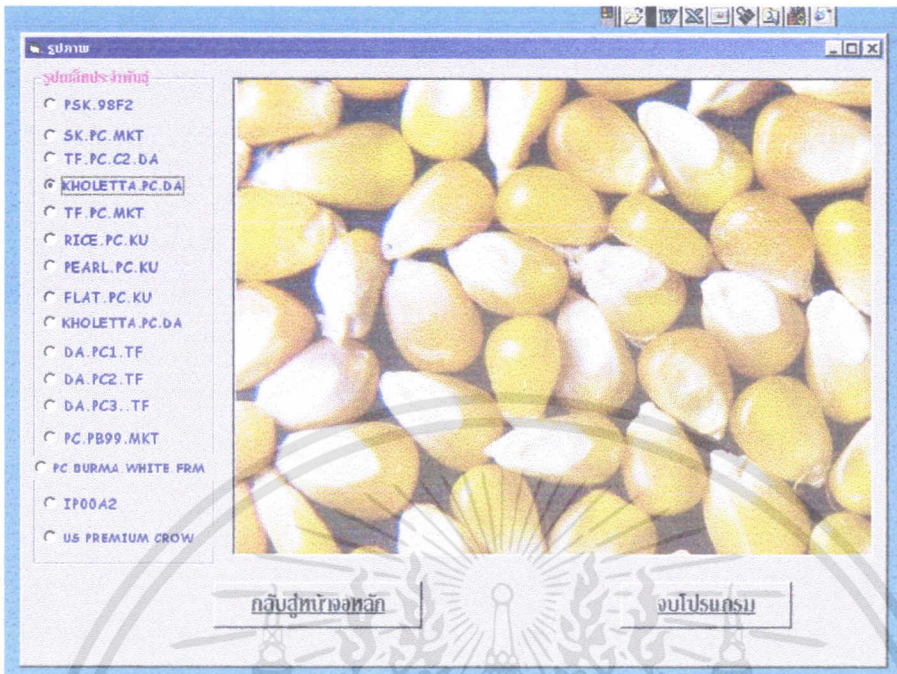 รูปภาพ
รูปเมล็ดประจำพันธุ์
PSK.98F2
SK.PC.MKT
TF.PC.C2.DA
KHOLETTA.PC.DA
TF.PC.MKT
RICE.PC.KU
PEARL.PC.KU
FLAT.PC.KU
KHOLETTA.PC.DA
DA.PC1.TF
DA.PC2.TF
DA.PC3..TF
PC.PB99.MKT
PC BURMA WHITE FRM
IP00A2
US PREMIUM CROW
กลับสู่หน้าจอหลัก
จบโปรแกรม